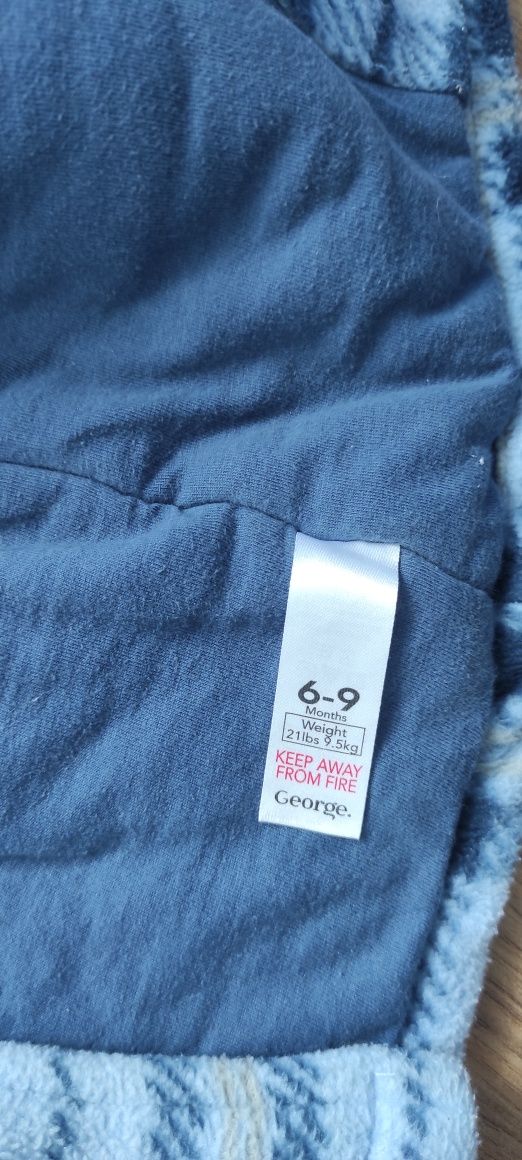 6-9
Months
Weight
21lbs 9.5kg
KEEP AWAY
FROM FIRE
George.